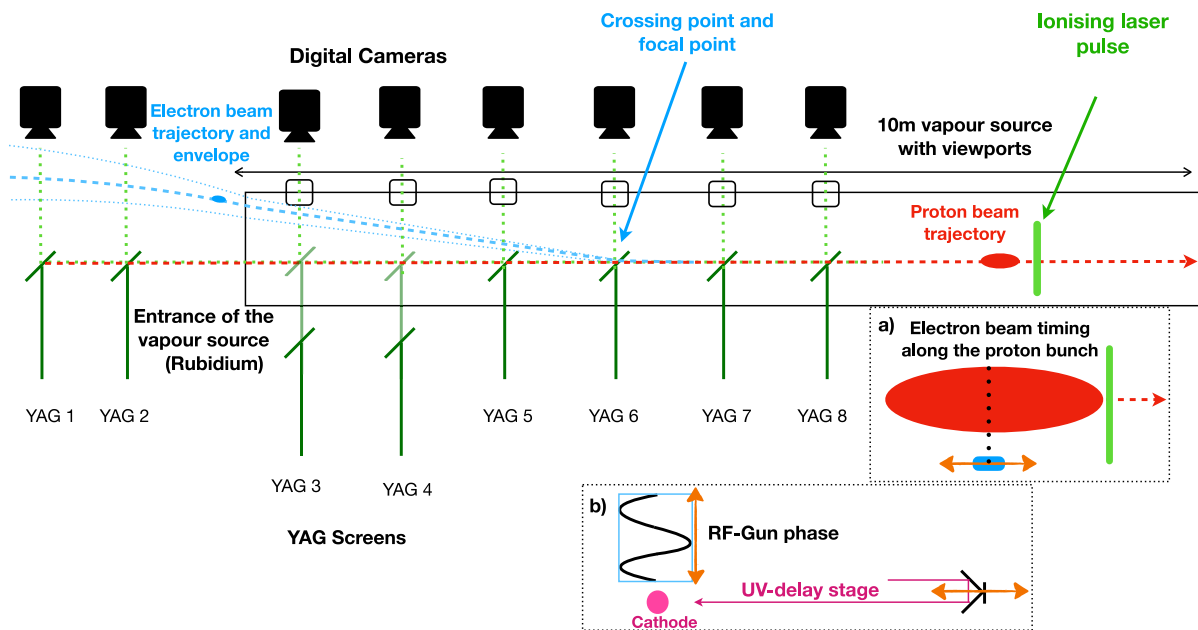 Crossing point and
focal point
Ionising laser
pulse
Digital Cameras
Electron beam
trajectory and
envelope
10m vapour source
with viewports
Proton beam
trajectory
Entrance of the
vapour source
(Rubidium)
YAG 1
YAG 2
YAG 3
YAG 4
YAG 5
YAG 6
YAG 7
YAG 8
YAG Screens
a)
Electron beam timing
along the proton bunch
b)
RF-Gun phase
UV-delay stage
Cathode